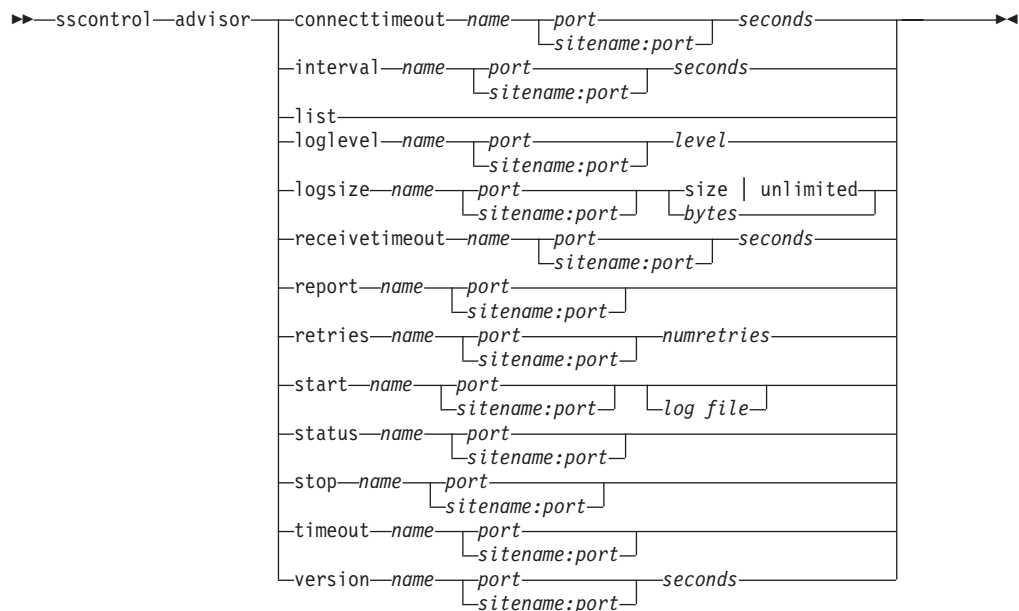 sscontrol advisor connecttimeout name port seconds
sitename:port
interval name port seconds
sitename:port
list
loglevel name port level
sitename:port
logsize name port size | unlimited
sitename:port bytes
receivetimeout name port seconds
sitename:port
report name port
sitename:port
retries name port numretries
sitename:port
start name port
sitename:port log file
status name port
sitename:port
stop name port
sitename:port
timeout name port
sitename:port
version name port seconds
sitename:port